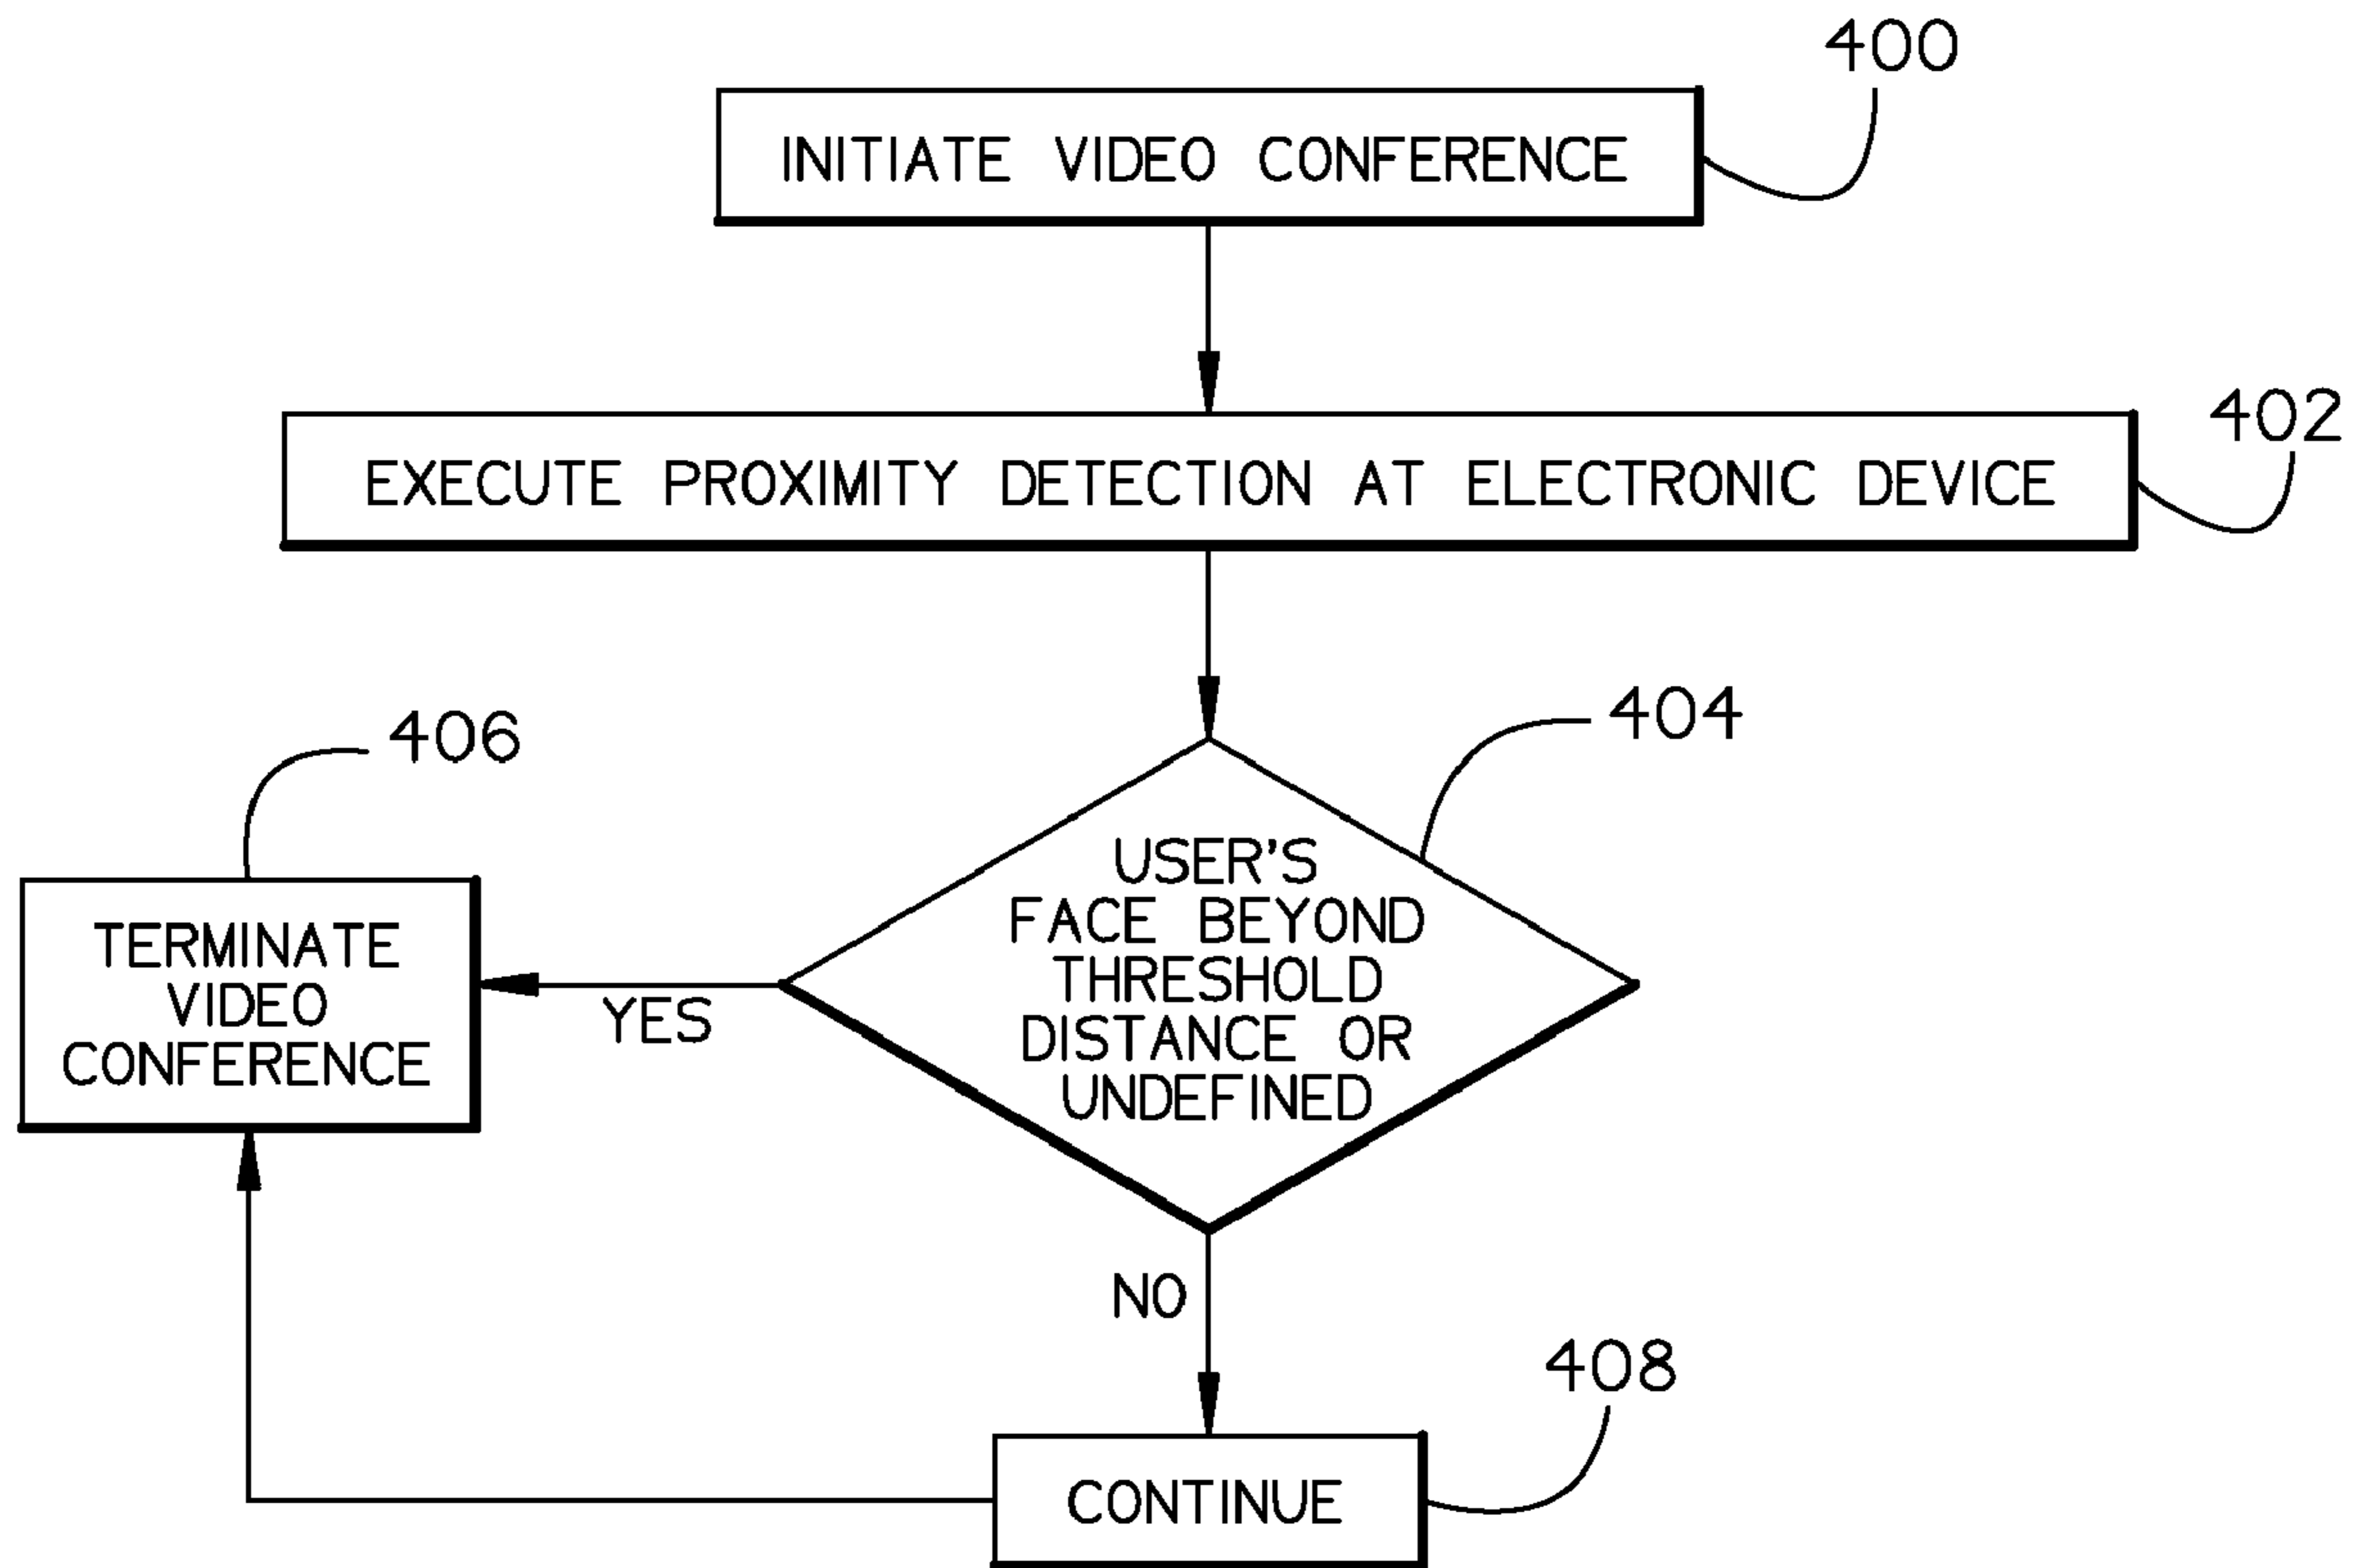 400
INITIATE VIDEO CONFERENCE
402
EXECUTE PROXIMITY DETECTION AT ELECTRONIC DEVICE
404
406
USER'S
FACE BEYOND
THRESHOLD
DISTANCE OR
UNDEFINED
TERMINATE
VIDEO
CONFERENCE
YES
NO
408
CONTINUE